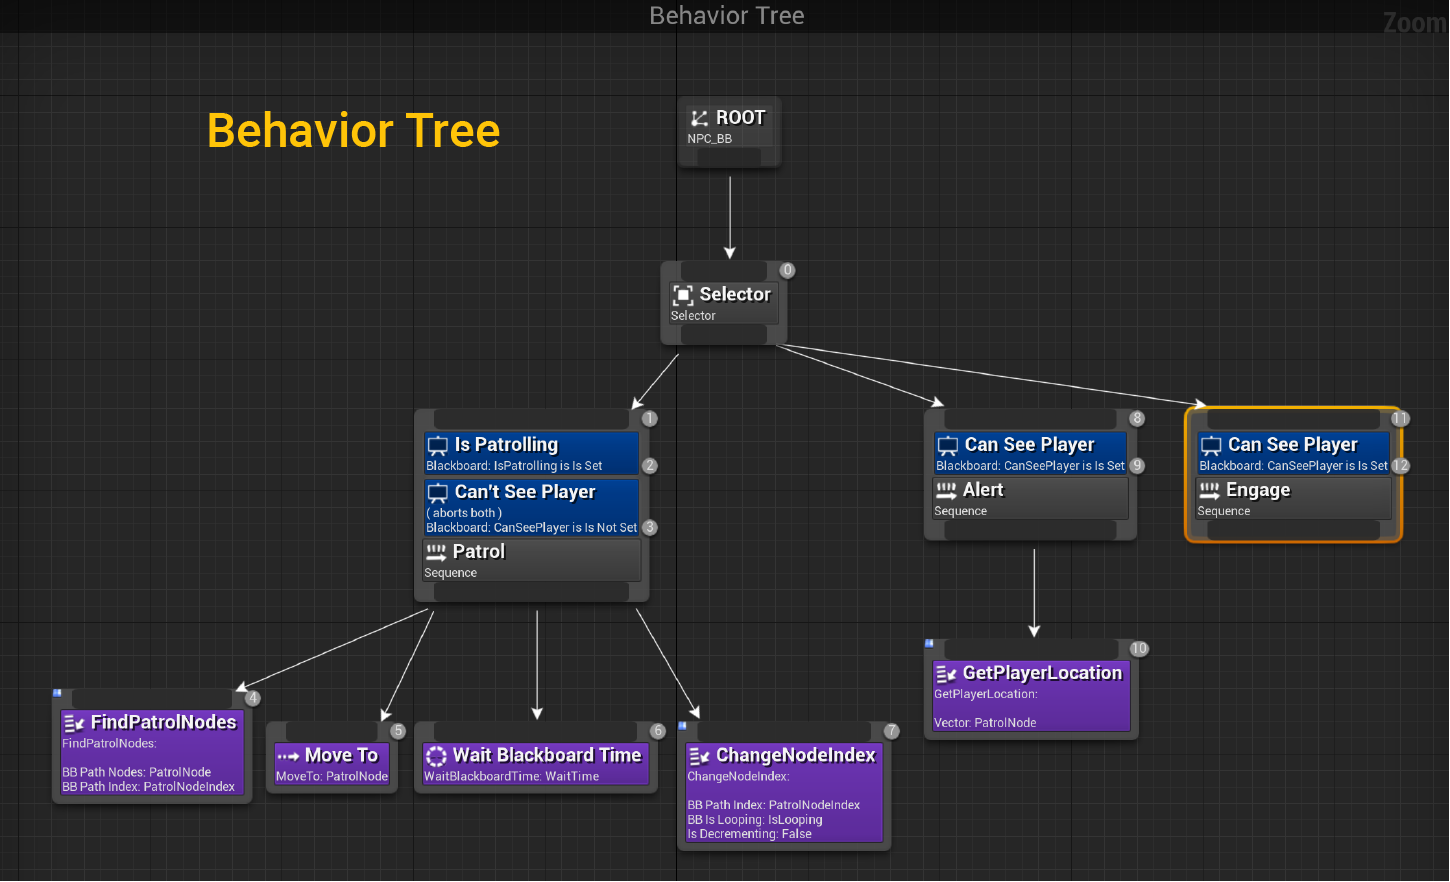 Behavior Tree
Zoom
Behavior Tree
ROOT
NPC_BB
0
Selector
Selector
1
Is Patrolling
Blackboard: IsPatrolling is Is Set
2
Can't See Player
( aborts both )
Blackboard: CanSeePlayer is Is Not Set
3
Patrol
Sequence
8
Can See Player
Blackboard: CanSeePlayer is Is Set
9
Alert
Sequence
11
Can See Player
Blackboard: CanSeePlayer is Is Set
12
Engage
Sequence
4
FindPatrolNodes
FindPatrolNodes:
BB Path Nodes: PatrolNode
BB Path Index: PatrolNodeIndex
5
Move To
MoveTo: PatrolNode
6
Wait Blackboard Time
WaitBlackboardTime: WaitTime
7
ChangeNodeIndex
ChangeNodeIndex:
BB Path Index: PatrolNodeIndex
BB Is Looping: IsLooping
Is Decrementing: False
10
GetPlayerLocation
GetPlayerLocation:
Vector: PatrolNode